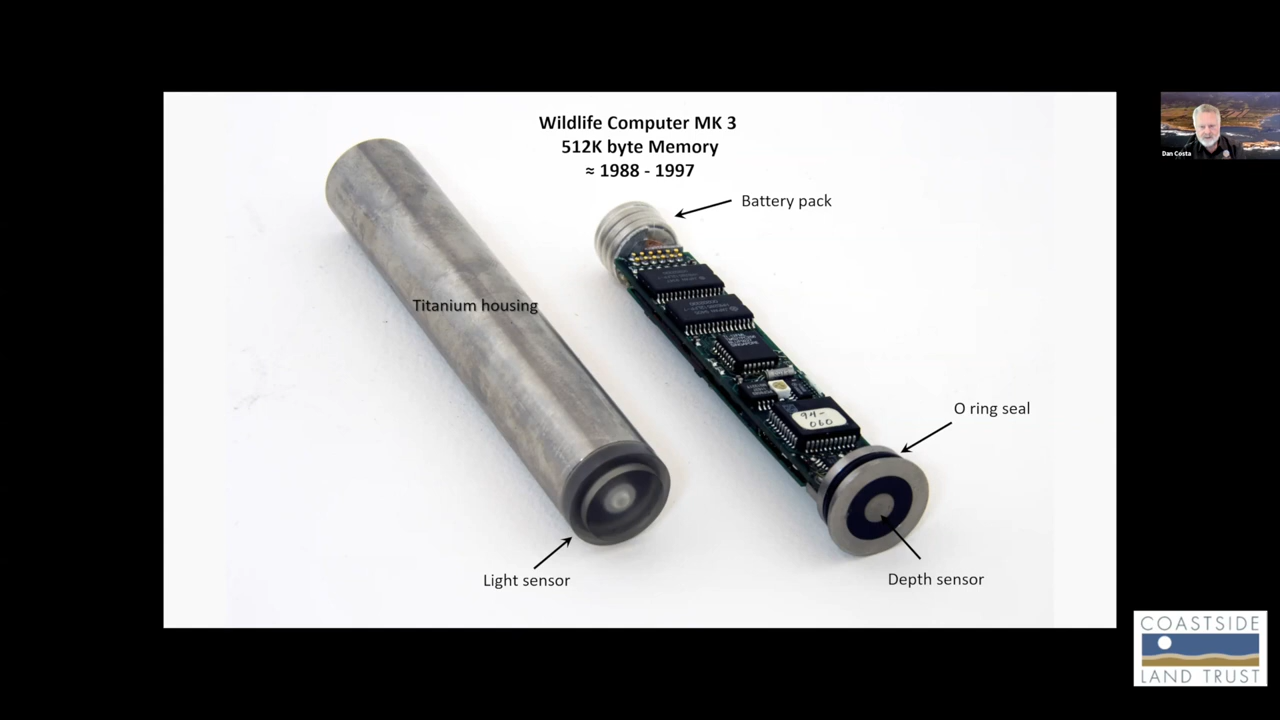 Wildlife Computer MK 3
512K byte Memory
≈ 1988 - 1997
Battery pack
Titanium housing
94-
060
O ring seal
Light sensor
Depth sensor
Dan Costa
COASTSIDE
LAND TRUST